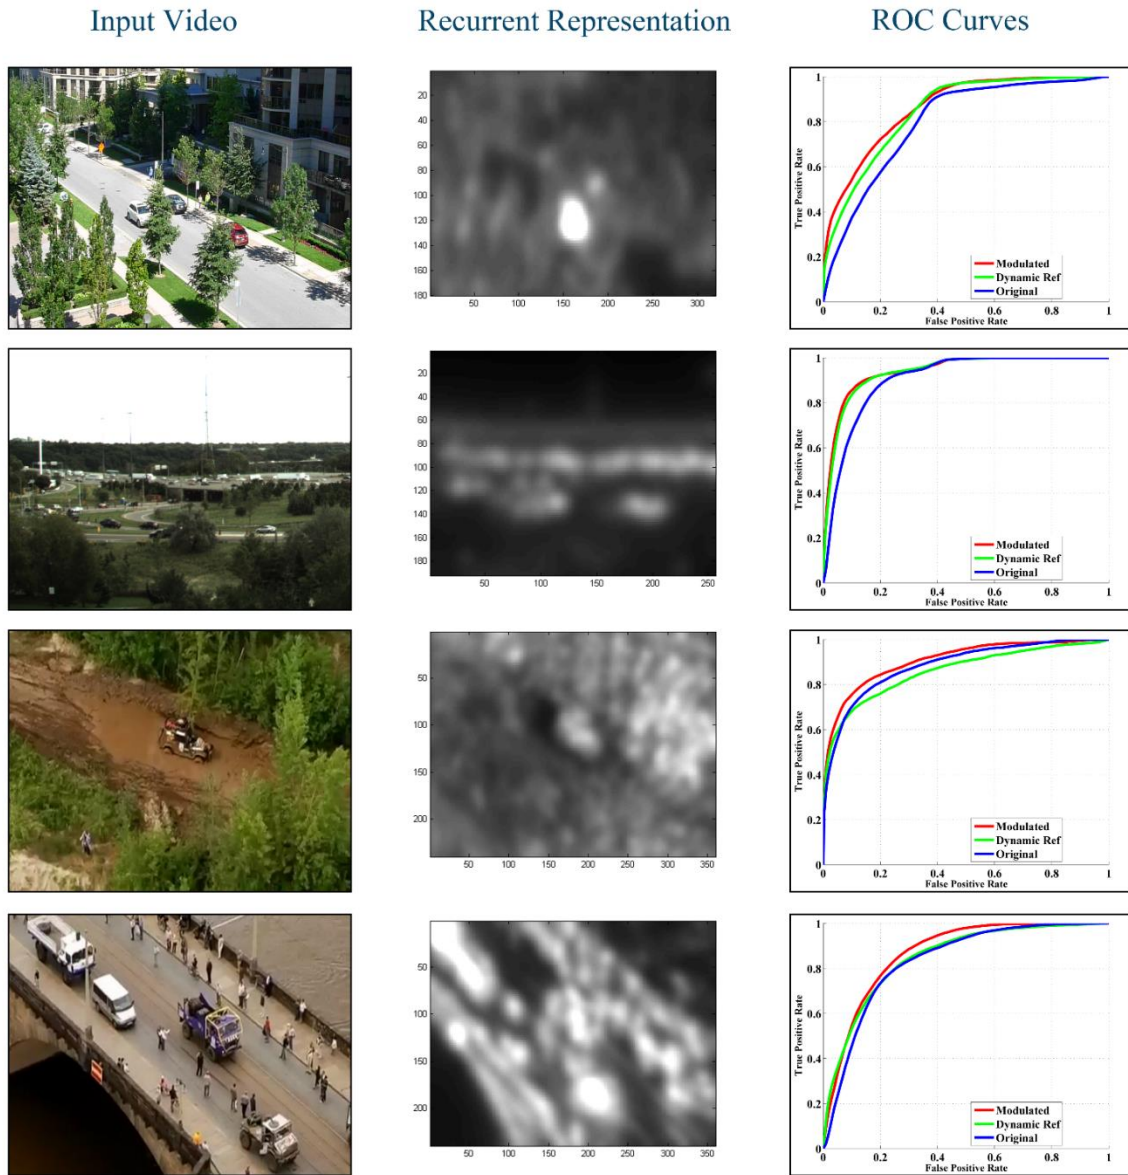 Input Video
Recurrent Representation
ROC Curves
20
40
60
80
100
120
140
160
180
50 100 150 200 250 300
True Positive Rate
1
0.8
0.6
0.4
0.2
0
0 0.2 0.4 0.6 0.8 1
False Positive Rate
Modulated
Dynamic Ref
Original
20
40
60
80
100
120
140
160
180
50 100 150 200 250
True Positive Rate
1
0.8
0.6
0.4
0.2
0
0 0.2 0.4 0.6 0.8 1
False Positive Rate
Modulated
Dynamic Ref
Original
50
100
150
200
50 100 150 200 250 300 350
True Positive Rate
1
0.8
0.6
0.4
0.2
0
0 0.2 0.4 0.6 0.8 1
False Positive Rate
Modulated
Dynamic Ref
Original
50
100
150
200
50 100 150 200 250 300 350
True Positive Rate
1
0.8
0.6
0.4
0.2
0
0 0.2 0.4 0.6 0.8 1
False Positive Rate
Modulated
Dynamic Ref
Original